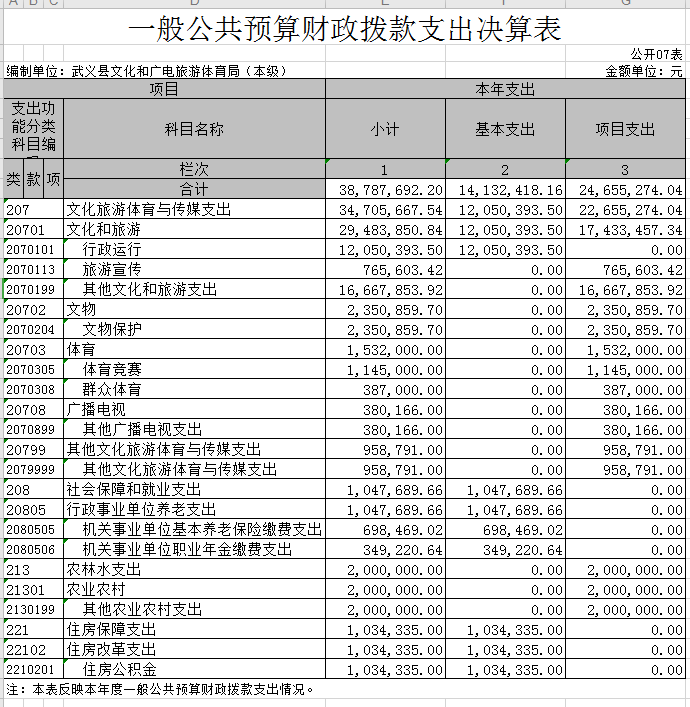 A B C D E F G
一般公共预算财政拨款支出决算表
公开07表
编制单位：武义县文化和广电旅游体育局（本级） 金额单位：元
项目 本年支出
支出功能分类科目编 科目名称 小计 基本支出 项目支出
类 款 项 栏次 1 2 3
合计 38,787,692.20 14,132,418.16 24,655,274.04
207 文化旅游体育与传媒支出 34,705,667.54 12,050,393.50 22,655,274.04
20701 文化和旅游 29,483,850.84 12,050,393.50 17,433,457.34
2070101 行政运行 12,050,393.50 12,050,393.50 0.00
2070113 旅游宣传 765,603.42 0.00 765,603.42
2070199 其他文化和旅游支出 16,667,853.92 0.00 16,667,853.92
20702 文物 2,350,859.70 0.00 2,350,859.70
2070204 文物保护 2,350,859.70 0.00 2,350,859.70
20703 体育 1,532,000.00 0.00 1,532,000.00
2070305 体育竞赛 1,145,000.00 0.00 1,145,000.00
2070308 群众体育 387,000.00 0.00 387,000.00
20708 广播电视 380,166.00 0.00 380,166.00
2070899 其他广播电视支出 380,166.00 0.00 380,166.00
20799 其他文化旅游体育与传媒支出 958,791.00 0.00 958,791.00
2079999 其他文化旅游体育与传媒支出 958,791.00 0.00 958,791.00
208 社会保障和就业支出 1,047,689.66 1,047,689.66 0.00
20805 行政事业单位养老支出 1,047,689.66 1,047,689.66 0.00
2080505 机关事业单位基本养老保险缴费支出 698,469.02 698,469.02 0.00
2080506 机关事业单位职业年金缴费支出 349,220.64 349,220.64 0.00
213 农林水支出 2,000,000.00 0.00 2,000,000.00
21301 农业农村 2,000,000.00 0.00 2,000,000.00
2130199 其他农业农村支出 2,000,000.00 0.00 2,000,000.00
221 住房保障支出 1,034,335.00 1,034,335.00 0.00
22102 住房改革支出 1,034,335.00 1,034,335.00 0.00
2210201 住房公积金 1,034,335.00 1,034,335.00 0.00
注：本表反映本年度一般公共预算财政拨款支出情况。